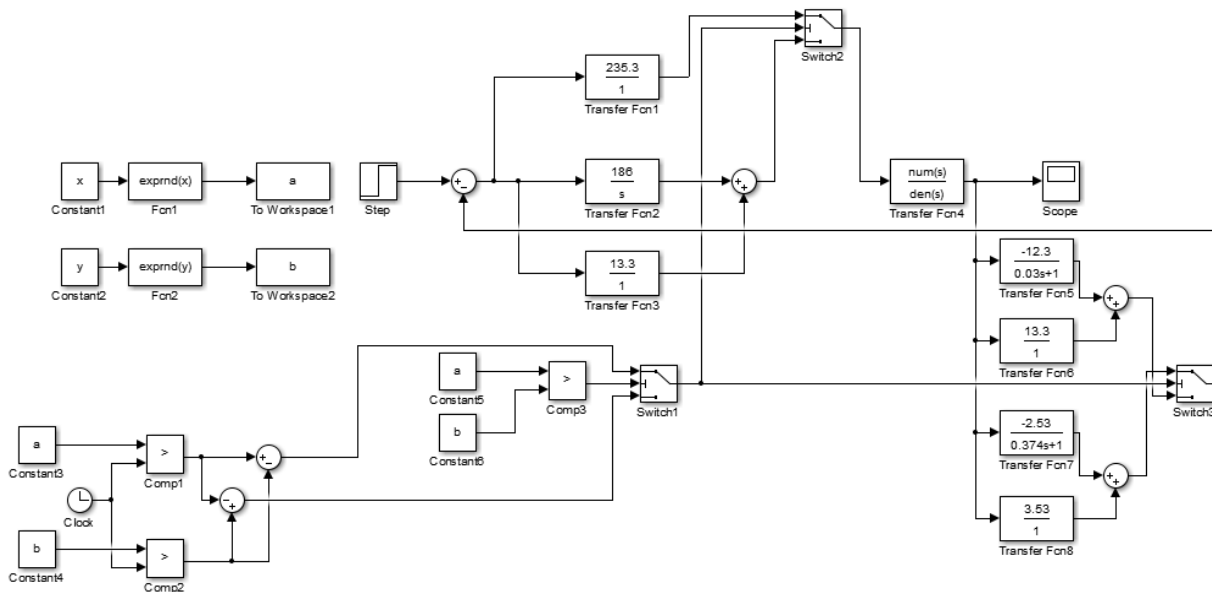 Switch2
235.3
1
Transfer Fcn1
x
Constant1
exprnd(x)
Fcn1
a
To Workspace1
Step
186
s
Transfer Fcn2
num(s)
den(s)
Transfer Fcn4
Scope
y
Constant2
exprnd(y)
Fcn2
b
To Workspace2
13.3
1
Transfer Fcn3
-12.3
0.03s+1
Transfer Fcn5
13.3
1
Transfer Fcn6
a
Constant5
>
Comp3
Switch1
b
Constant6
Switch3
a
Constant3
>
Comp1
Clock
b
Constant4
>
Comp2
-2.53
0.374s+1
Transfer Fcn7
3.53
1
Transfer Fcn8